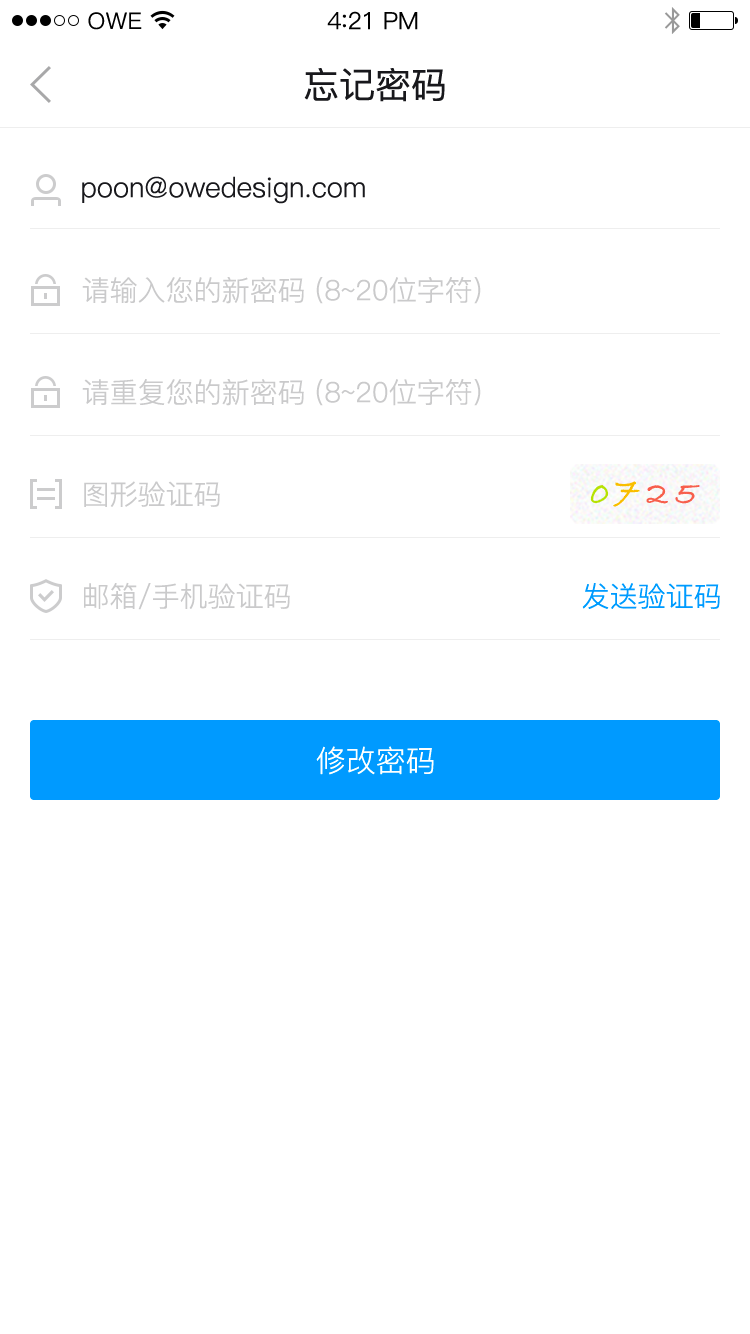 OWE 4:21 PM
忘记密码
poon@owedesign.com
请输入您的新密码 (8~20位字符)
请重复您的新密码 (8~20位字符)
图形验证码 0725
邮箱/手机验证码 发送验证码
修改密码